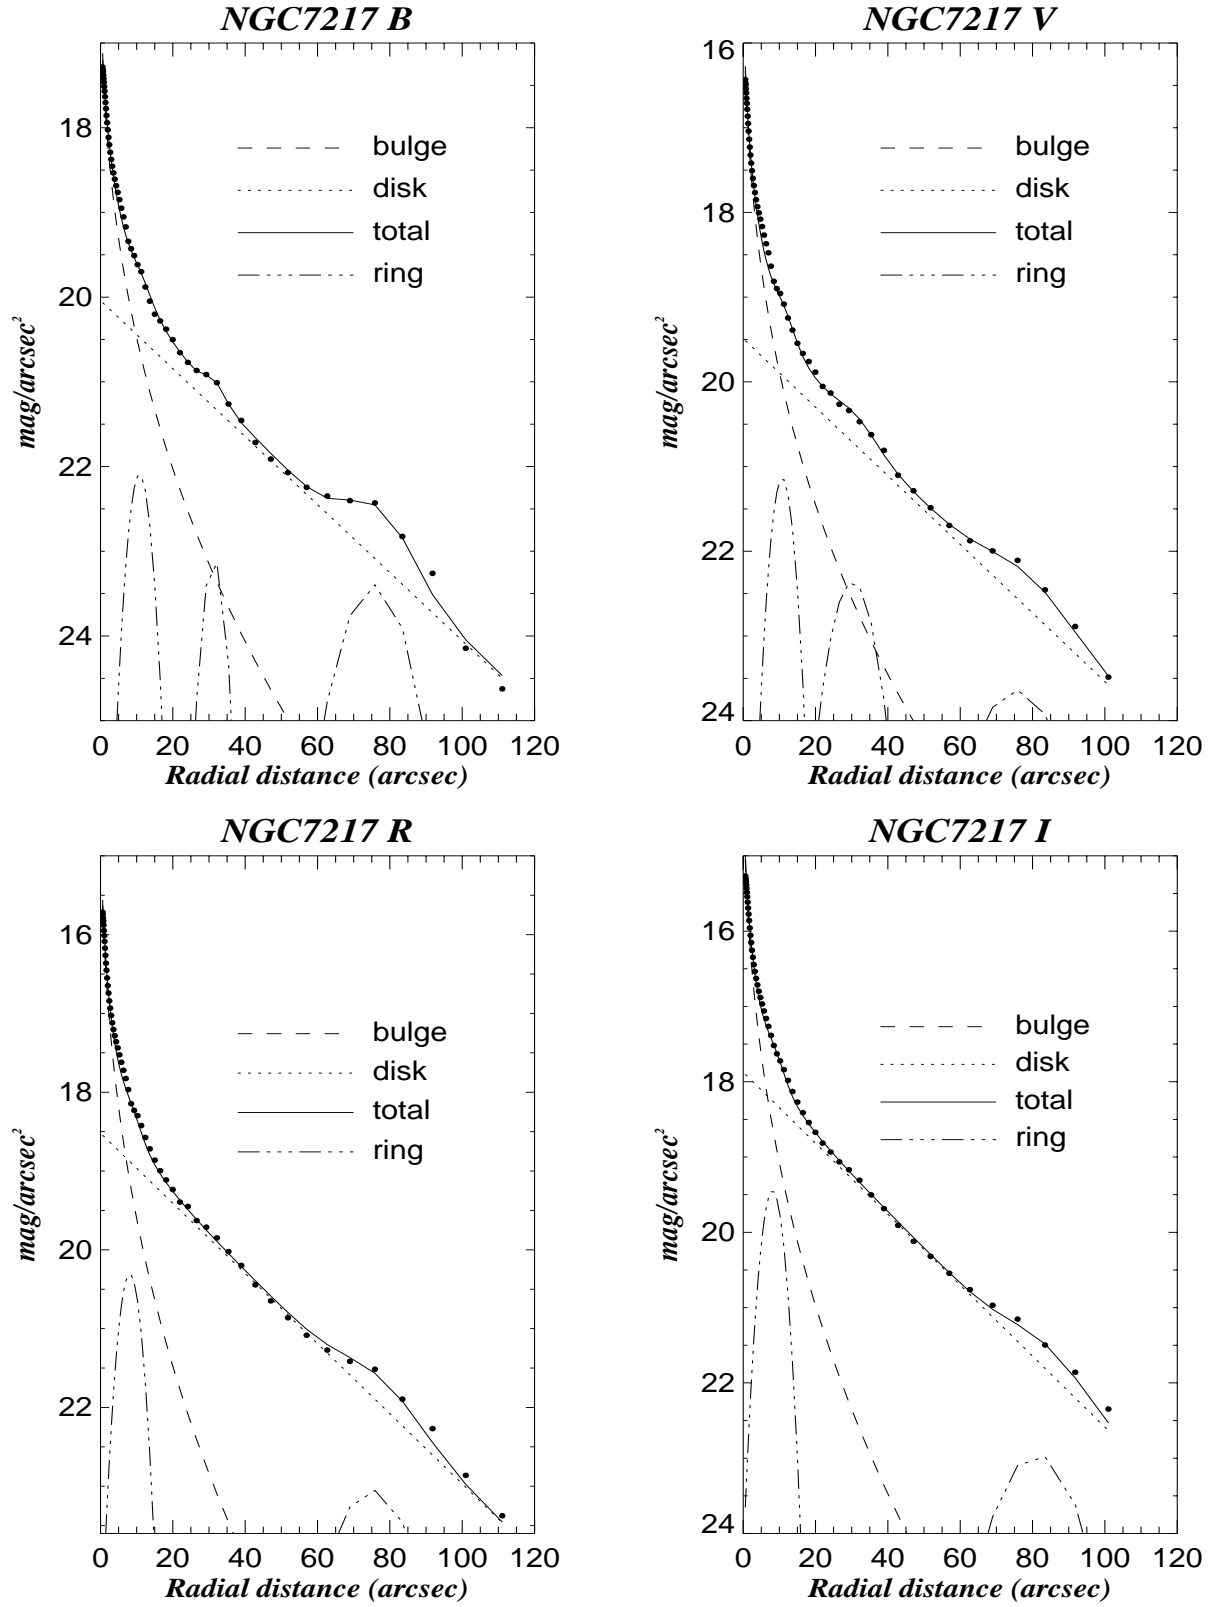 NGC7217 B
NGC7217 V
18
20
22
24
mag/arcsec²
bulge
disk
total
ring
0 20 40 60 80 100 120
Radial distance (arcsec)
16
18
20
22
24
mag/arcsec²
bulge
disk
total
ring
0 20 40 60 80 100 120
Radial distance (arcsec)
NGC7217 R
NGC7217 I
16
18
20
22
mag/arcsec²
bulge
disk
total
ring
0 20 40 60 80 100 120
Radial distance (arcsec)
16
18
20
22
24
mag/arcsec²
bulge
disk
total
ring
0 20 40 60 80 100 120
Radial distance (arcsec)